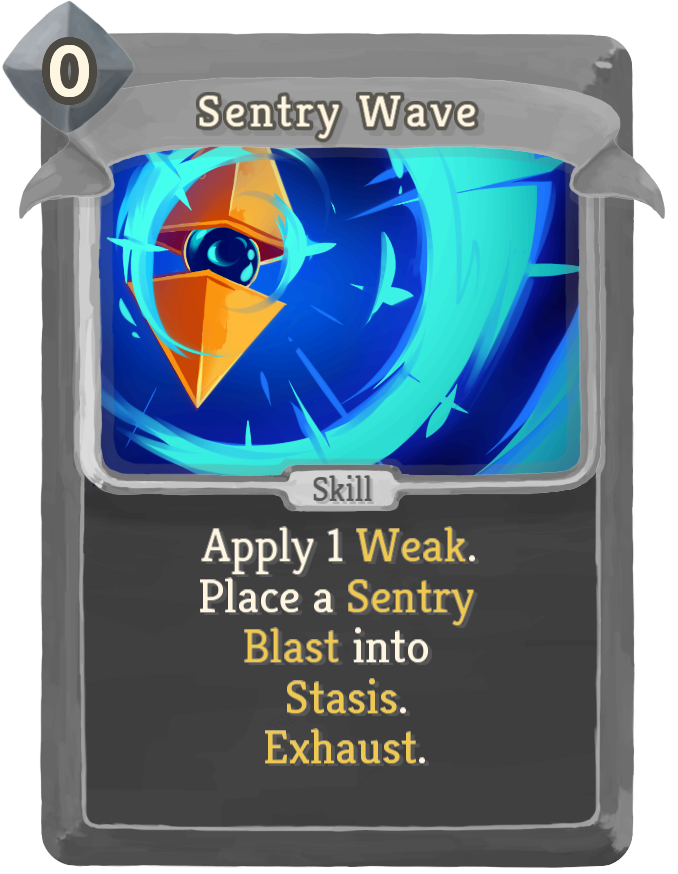 0
Sentry Wave
Skill
Apply 1 Weak.
Place a Sentry
Blast into
Stasis.
Exhaust.